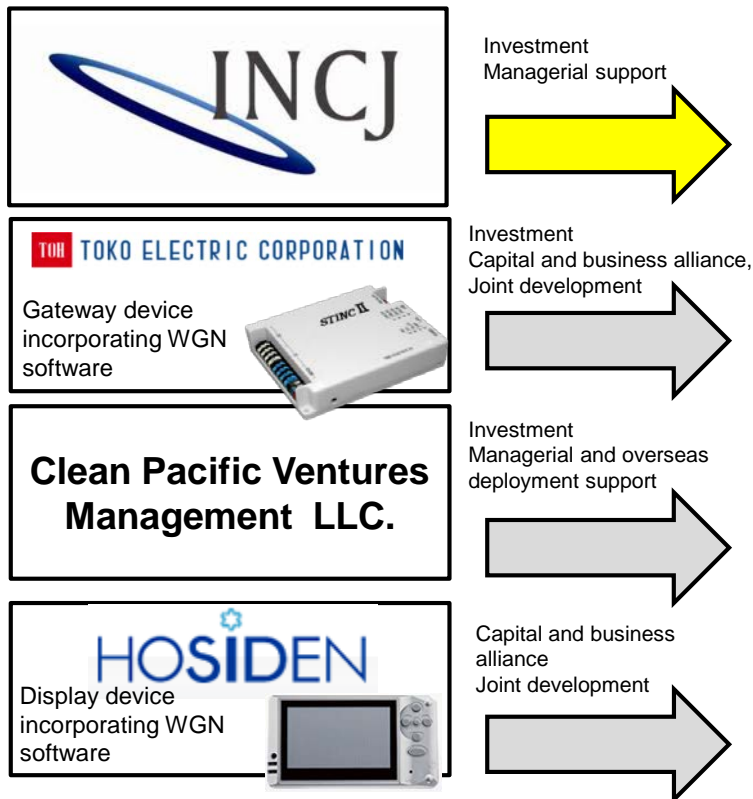 INCJ
Investment
Managerial support
TOKO TOKO ELECTRIC CORPORATION
Gateway device
incorporating WGN
software
STINC II
Investment
Capital and business alliance,
Joint development
Clean Pacific Ventures
Management LLC.
Investment
Managerial and overseas
deployment support
HOSIDEN
Display device
incorporating WGN
software
Capital and business
alliance
Joint development